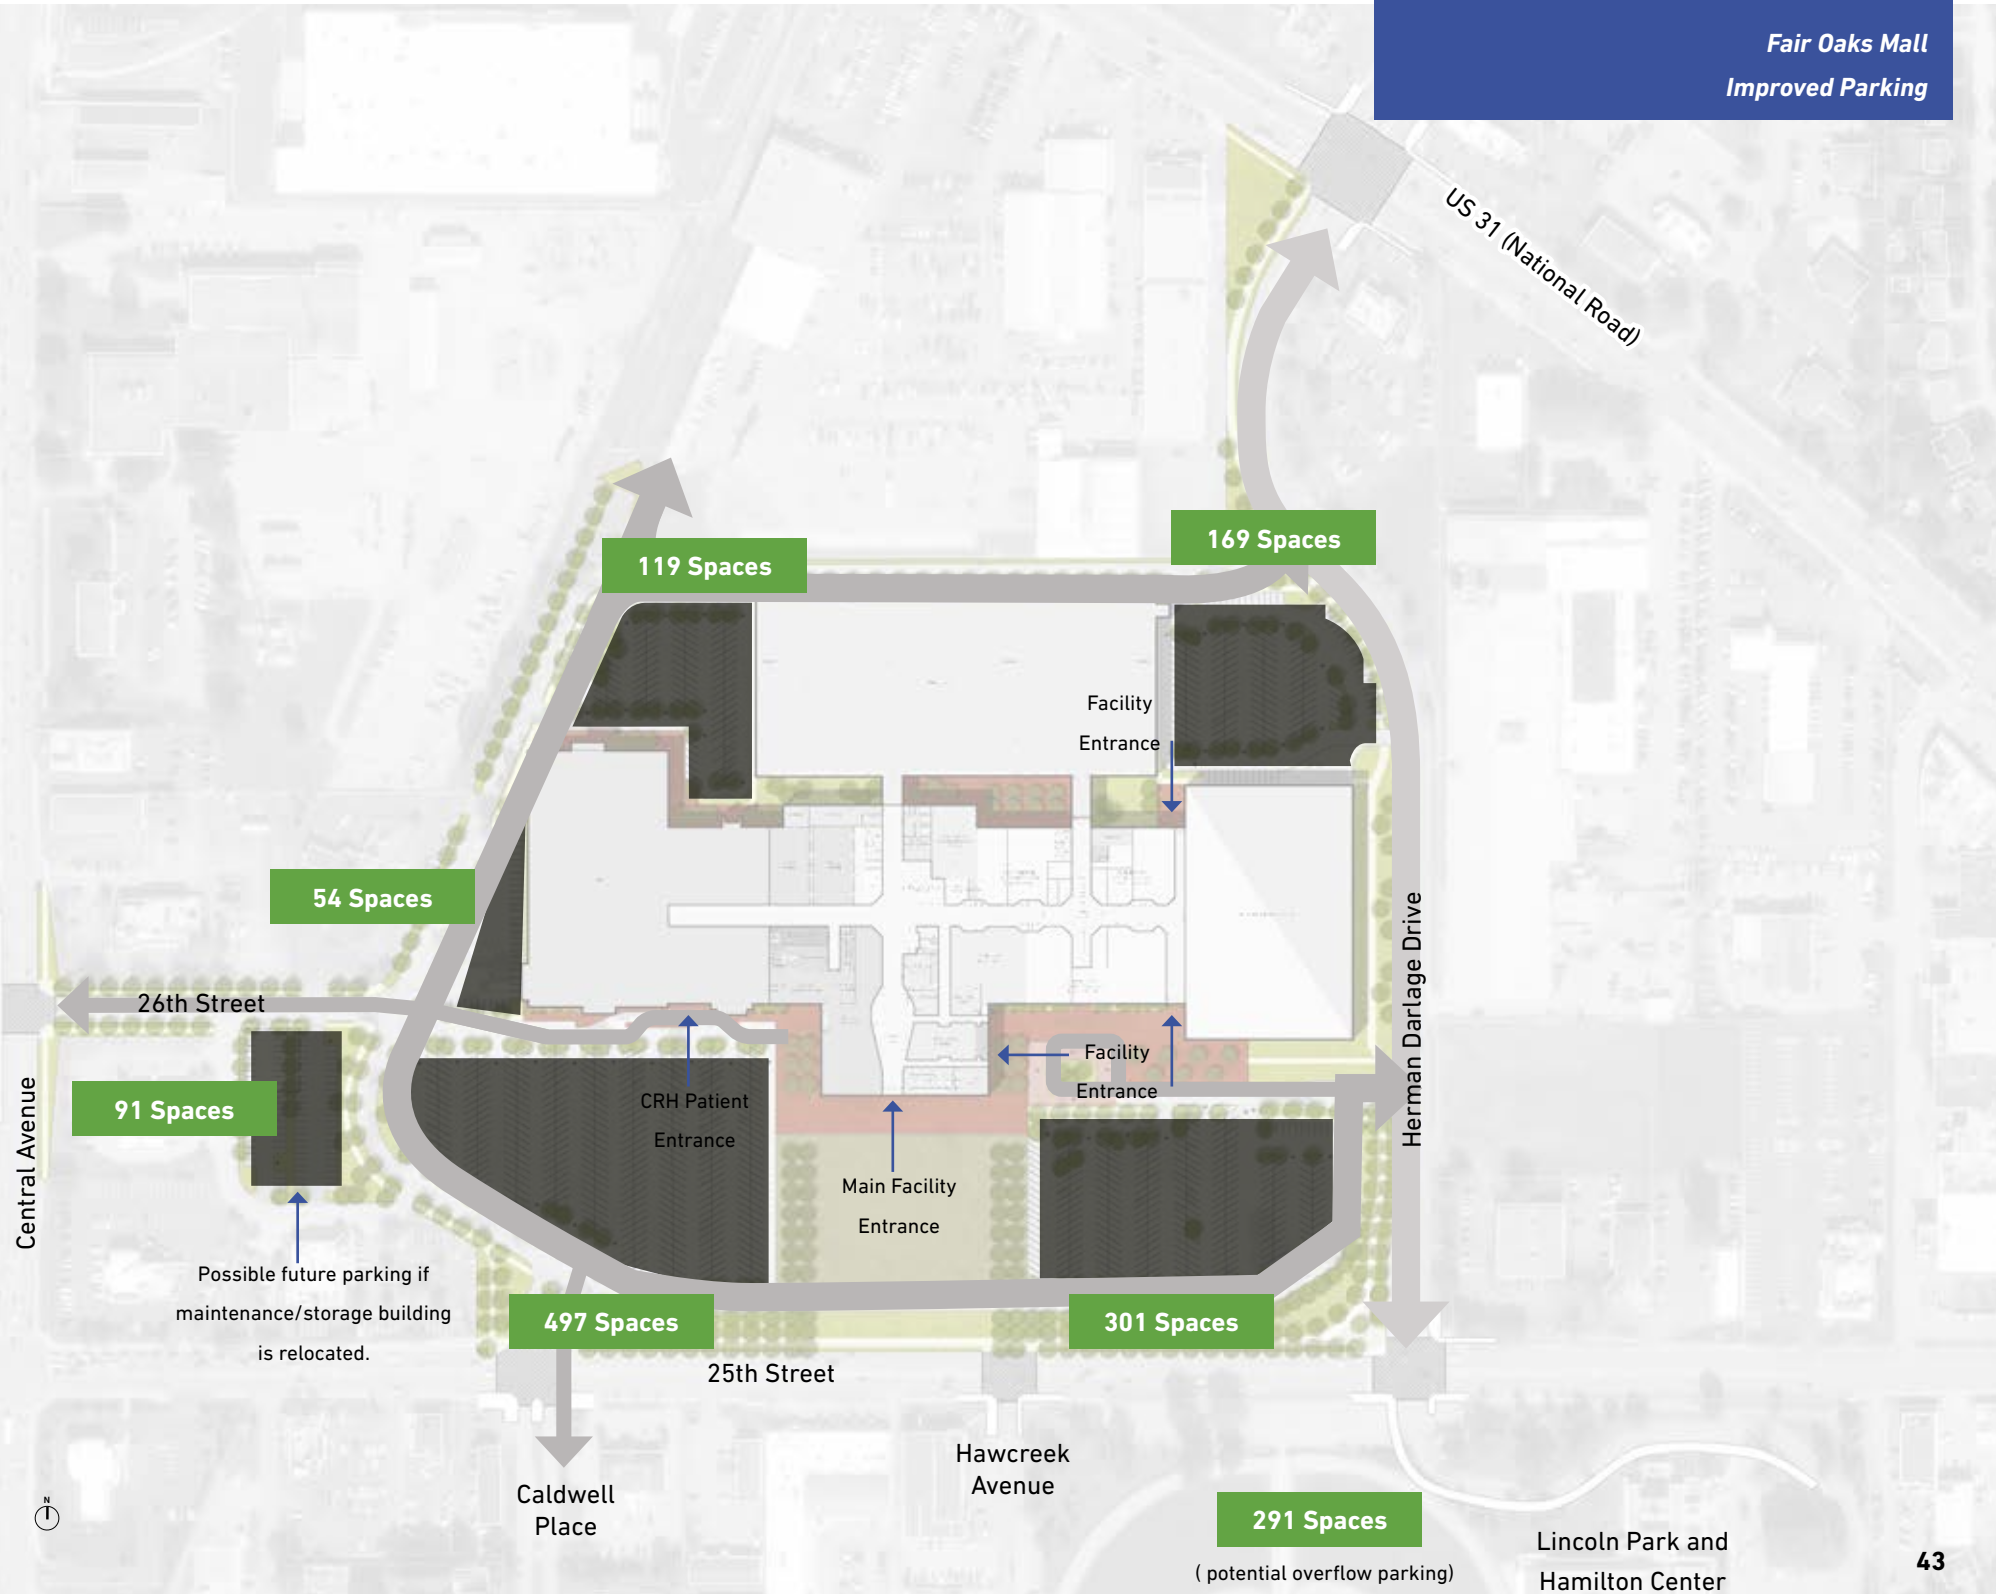 Fair Oaks Mall
Improved Parking
US 31 (National Road)
169 Spaces
119 Spaces
Facility
Entrance
54 Spaces
Herman Darlage Drive
26th Street
Facility
Entrance
Central Avenue
91 Spaces
CRH Patient
Entrance
Main Facility
Entrance
Possible future parking if
maintenance/storage building
is relocated.
497 Spaces
301 Spaces
25th Street
Hawcreek
Avenue
Caldwell
Place
N
291 Spaces
( potential overflow parking)
Lincoln Park and
Hamilton Center
43